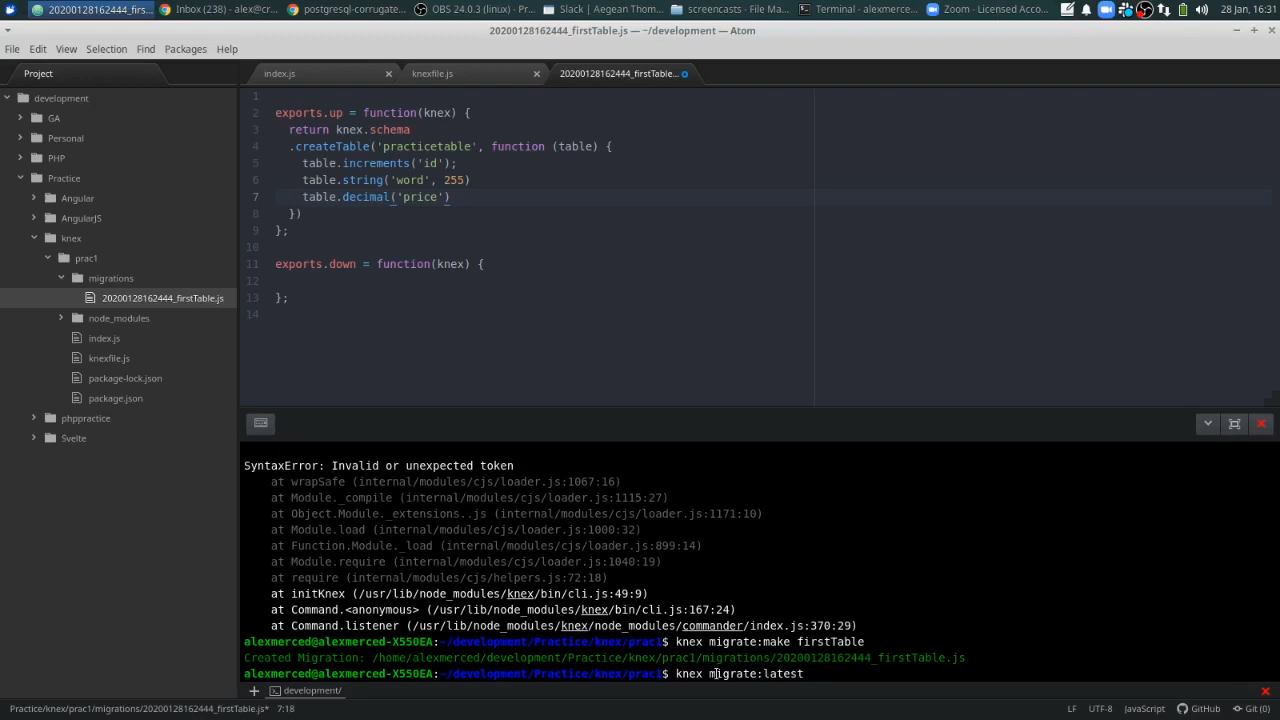 20200128162444_firs...
Inbox (238) - alex@cr...
postgresql-corrugate...
OBS 24.0.3 (linux) - P...
Slack | Aegean Thom...
screencasts - File Ma...
Terminal - alexmerce...
Zoom - Licensed Acco...
28 Jan, 16:31
20200128162444_firstTable.js — ~/development — Atom
File Edit View Selection Find Packages Help
Project
index.js
knexfile.js
20200128162444_firstTable...
development
GA
Personal
PHP
Practice
Angular
AngularJS
knex
prac1
migrations
20200128162444_firstTable.js
node_modules
index.js
knexfile.js
package-lock.json
package.json
phppractice
Svelte
1
2 exports.up = function(knex) {
3 return knex.schema
4 .createTable('practicetable', function (table) {
5 table.increments('id');
6 table.string('word', 255)
7 table.decimal('price')
8 })
9 };
10
11 exports.down = function(knex) {
12
13 };
14
SyntaxError: Invalid or unexpected token
at wrapSafe (internal/modules/cjs/loader.js:1067:16)
at Module._compile (internal/modules/cjs/loader.js:1115:27)
at Object.Module._extensions..js (internal/modules/cjs/loader.js:1171:10)
at Module.load (internal/modules/cjs/loader.js:1000:32)
at Function.Module._load (internal/modules/cjs/loader.js:899:14)
at Module.require (internal/modules/cjs/loader.js:1040:19)
at require (internal/modules/cjs/helpers.js:72:18)
at initKnex (/usr/lib/node_modules/knex/bin/cli.js:49:9)
at Command.<anonymous> (/usr/lib/node_modules/knex/bin/cli.js:167:24)
at Command.listener (/usr/lib/node_modules/knex/node_modules/commander/index.js:370:29)
alexmerced@alexmerced-X550EA:~/development/Practice/knex/prac1$ knex migrate:make firstTable
Created Migration: /home/alexmerced/development/Practice/knex/prac1/migrations/20200128162444_firstTable.js
alexmerced@alexmerced-X550EA:~/development/Practice/knex/prac1$ knex migrate:latest
development/
Practice/knex/prac1/migrations/20200128162444_firstTable.js* 7:18
LF UTF-8 JavaScript GitHub Git (0)